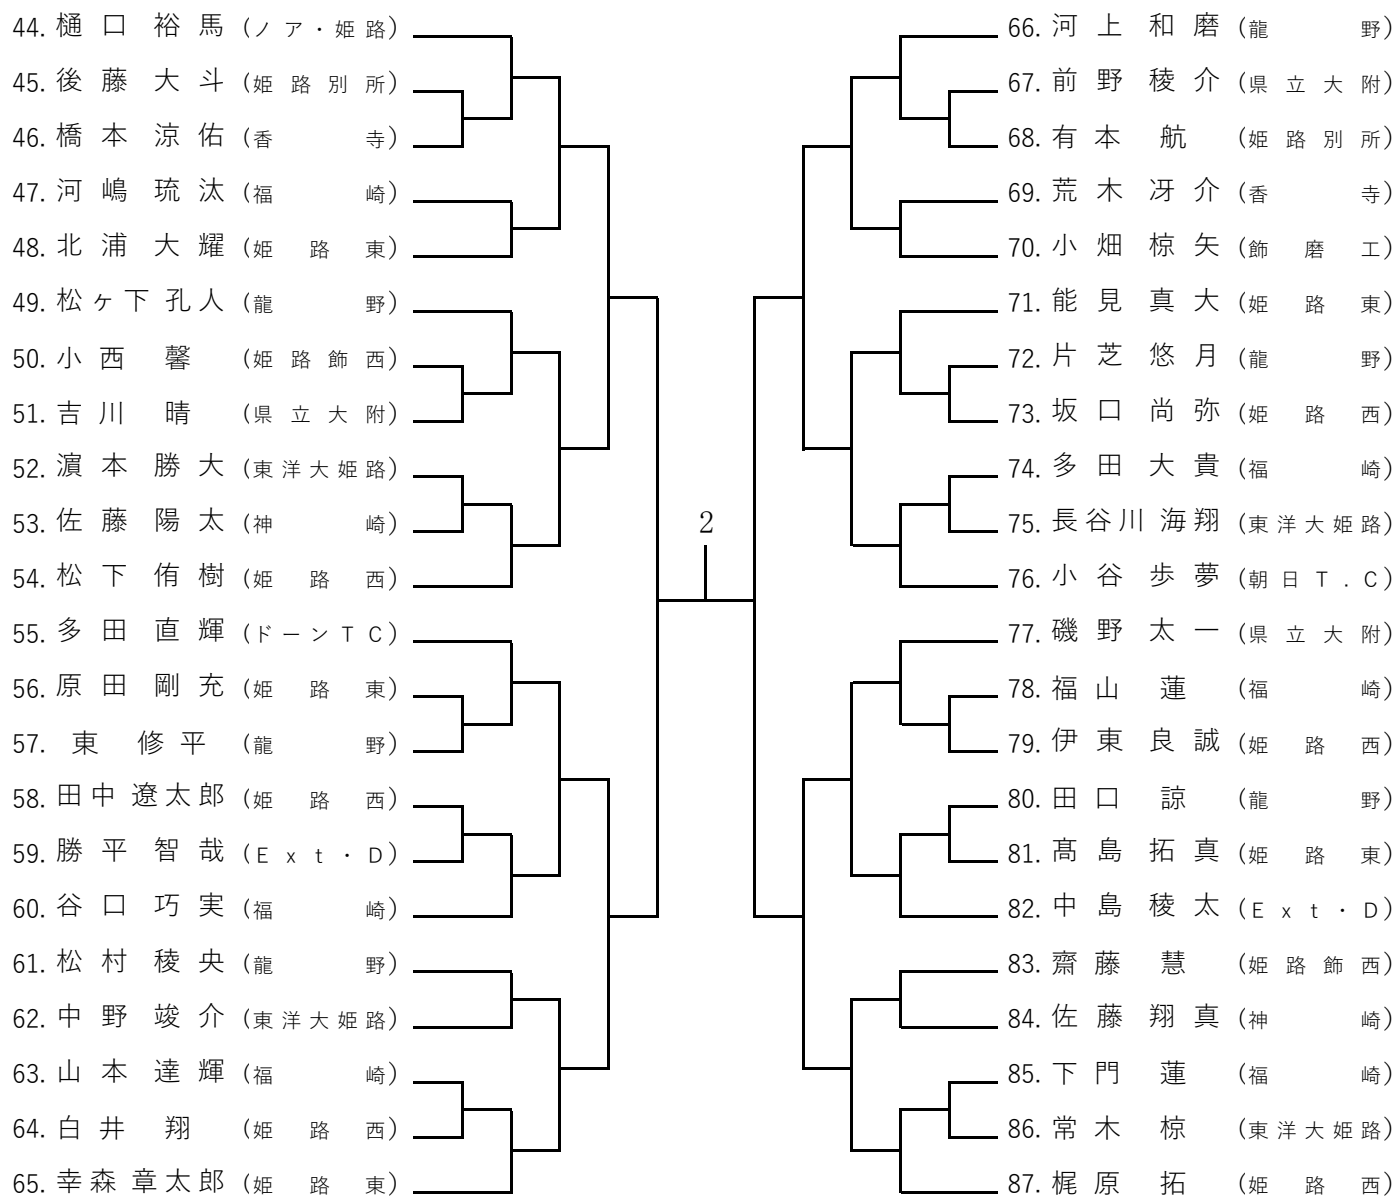 44. 樋口 裕馬 (ノア・姫路)
45. 後藤 大斗 (姫路別所)
46. 橋本 涼佑 (香寺)
47. 河嶋 琉汰 (福崎)
48. 北浦 大耀 (姫路東)
49. 松ヶ下 孔人 (龍野)
50. 小西 馨 (姫路飾西)
51. 吉川 晴 (県立大附)
52. 濵本 勝大 (東洋大姫路)
53. 佐藤 陽太 (神崎)
54. 松下 侑樹 (姫路西)
55. 多田 直輝 (ドーンTC)
56. 原田 剛充 (姫路東)
57. 東 修平 (龍野)
58. 田中 遼太郎 (姫路西)
59. 勝平 智哉 (Ext・D)
60. 谷口 巧実 (福崎)
61. 松村 稜央 (龍野)
62. 中野 竣介 (東洋大姫路)
63. 山本 達輝 (福崎)
64. 白井 翔 (姫路西)
65. 幸森 章太郎 (姫路東)
2
66. 河上 和磨 (龍野)
67. 前野 稜介 (県立大附)
68. 有本 航 (姫路別所)
69. 荒木 冴介 (香寺)
70. 小畑 椋矢 (飾磨工)
71. 能見 真大 (姫路東)
72. 片芝 悠月 (龍野)
73. 坂口 尚弥 (姫路西)
74. 多田 大貴 (福崎)
75. 長谷川 海翔 (東洋大姫路)
76. 小谷 歩夢 (朝日T.C)
77. 磯野 太一 (県立大附)
78. 福山 蓮 (福崎)
79. 伊東 良誠 (姫路西)
80. 田口 諒 (龍野)
81. 髙島 拓真 (姫路東)
82. 中島 稜太 (Ext・D)
83. 齋藤 慧 (姫路飾西)
84. 佐藤 翔真 (神崎)
85. 下門 蓮 (福崎)
86. 常木 椋 (東洋大姫路)
87. 梶原 拓 (姫路西)